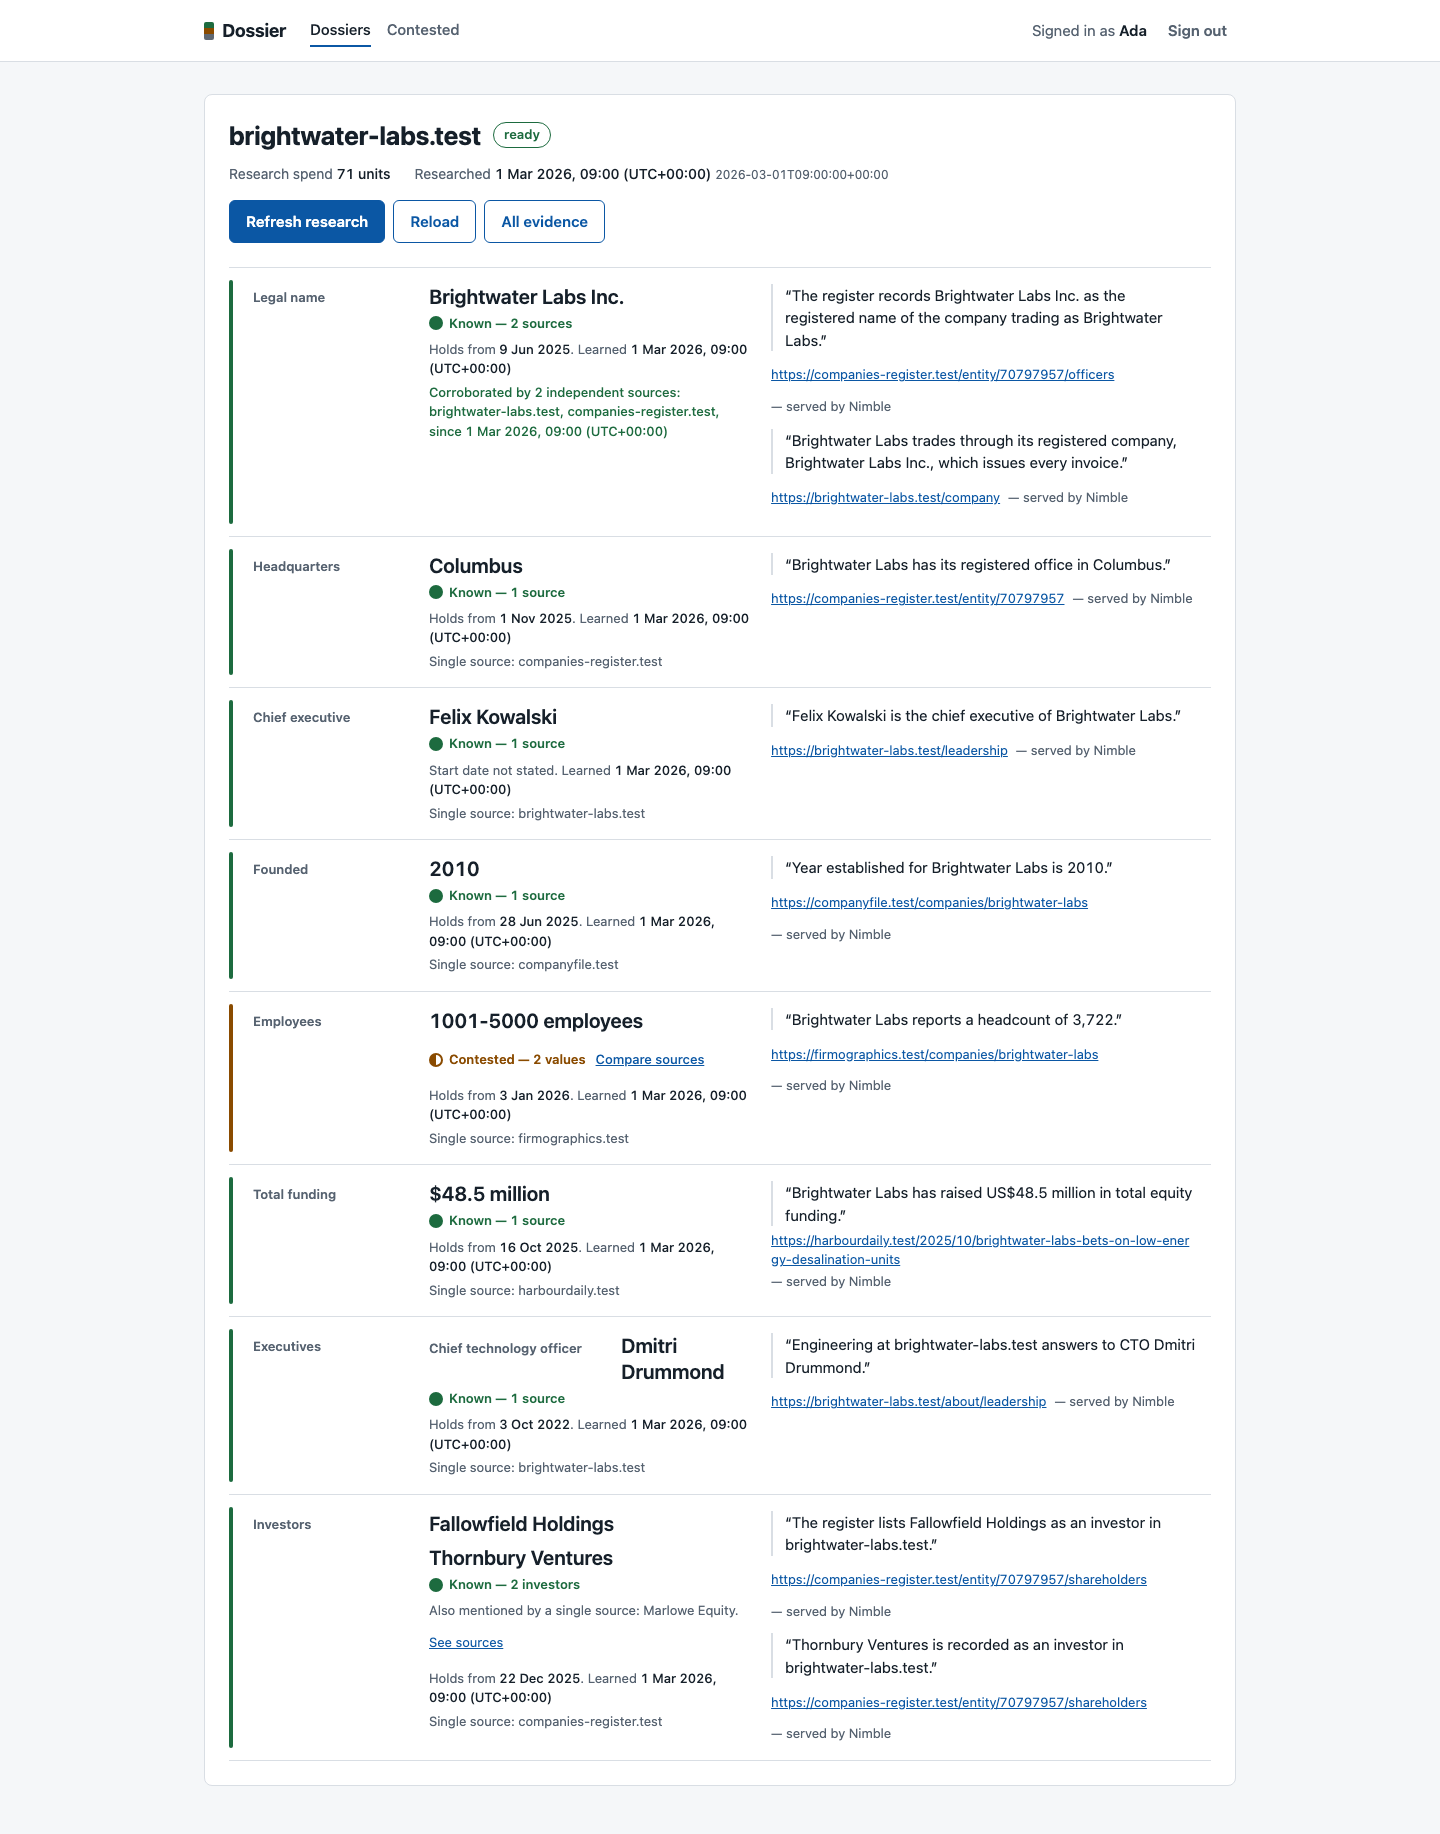 Dossier
Dossiers
Contested
Signed in as Ada
Sign out
brightwater-labs.test
ready
Research spend 71 units
Researched 1 Mar 2026, 09:00 (UTC+00:00) 2026-03-01T09:00:00+00:00
Refresh research
Reload
All evidence
Legal name
Brightwater Labs Inc.
Known — 2 sources
Holds from 9 Jun 2025. Learned 1 Mar 2026, 09:00
(UTC+00:00)
Corroborated by 2 independent sources:
brightwater-labs.test, companies-register.test,
since 1 Mar 2026, 09:00 (UTC+00:00)
“The register records Brightwater Labs Inc. as the
registered name of the company trading as Brightwater
Labs.”
https://companies-register.test/entity/70797957/officers
— served by Nimble
“Brightwater Labs trades through its registered company,
Brightwater Labs Inc., which issues every invoice.”
https://brightwater-labs.test/company — served by Nimble
Headquarters
Columbus
Known — 1 source
Holds from 1 Nov 2025. Learned 1 Mar 2026, 09:00
(UTC+00:00)
Single source: companies-register.test
“Brightwater Labs has its registered office in Columbus.”
https://companies-register.test/entity/70797957 — served by Nimble
Chief executive
Felix Kowalski
Known — 1 source
Start date not stated. Learned 1 Mar 2026, 09:00
(UTC+00:00)
Single source: brightwater-labs.test
“Felix Kowalski is the chief executive of Brightwater Labs.”
https://brightwater-labs.test/leadership — served by Nimble
Founded
2010
Known — 1 source
Holds from 28 Jun 2025. Learned 1 Mar 2026,
09:00 (UTC+00:00)
Single source: companyfile.test
“Year established for Brightwater Labs is 2010.”
https://companyfile.test/companies/brightwater-labs
— served by Nimble
Employees
1001-5000 employees
Contested — 2 values Compare sources
Holds from 3 Jan 2026. Learned 1 Mar 2026, 09:00
(UTC+00:00)
Single source: firmographics.test
“Brightwater Labs reports a headcount of 3,722.”
https://firmographics.test/companies/brightwater-labs
— served by Nimble
Total funding
$48.5 million
Known — 1 source
Holds from 16 Oct 2025. Learned 1 Mar 2026,
09:00 (UTC+00:00)
Single source: harbourdaily.test
“Brightwater Labs has raised US$48.5 million in total equity
funding.”
https://harbourdaily.test/2025/10/brightwater-labs-bets-on-low-ener
gy-desalination-units
— served by Nimble
Executives
Chief technology officer
Dmitri
Drummond
Known — 1 source
Holds from 3 Oct 2022. Learned 1 Mar 2026, 09:00
(UTC+00:00)
Single source: brightwater-labs.test
“Engineering at brightwater-labs.test answers to CTO Dmitri
Drummond.”
https://brightwater-labs.test/about/leadership — served by Nimble
Investors
Fallowfield Holdings
Thornbury Ventures
Known — 2 investors
Also mentioned by a single source: Marlowe Equity.
See sources
Holds from 22 Dec 2025. Learned 1 Mar 2026,
09:00 (UTC+00:00)
Single source: companies-register.test
“The register lists Fallowfield Holdings as an investor in
brightwater-labs.test.”
https://companies-register.test/entity/70797957/shareholders
— served by Nimble
“Thornbury Ventures is recorded as an investor in
brightwater-labs.test.”
https://companies-register.test/entity/70797957/shareholders
— served by Nimble